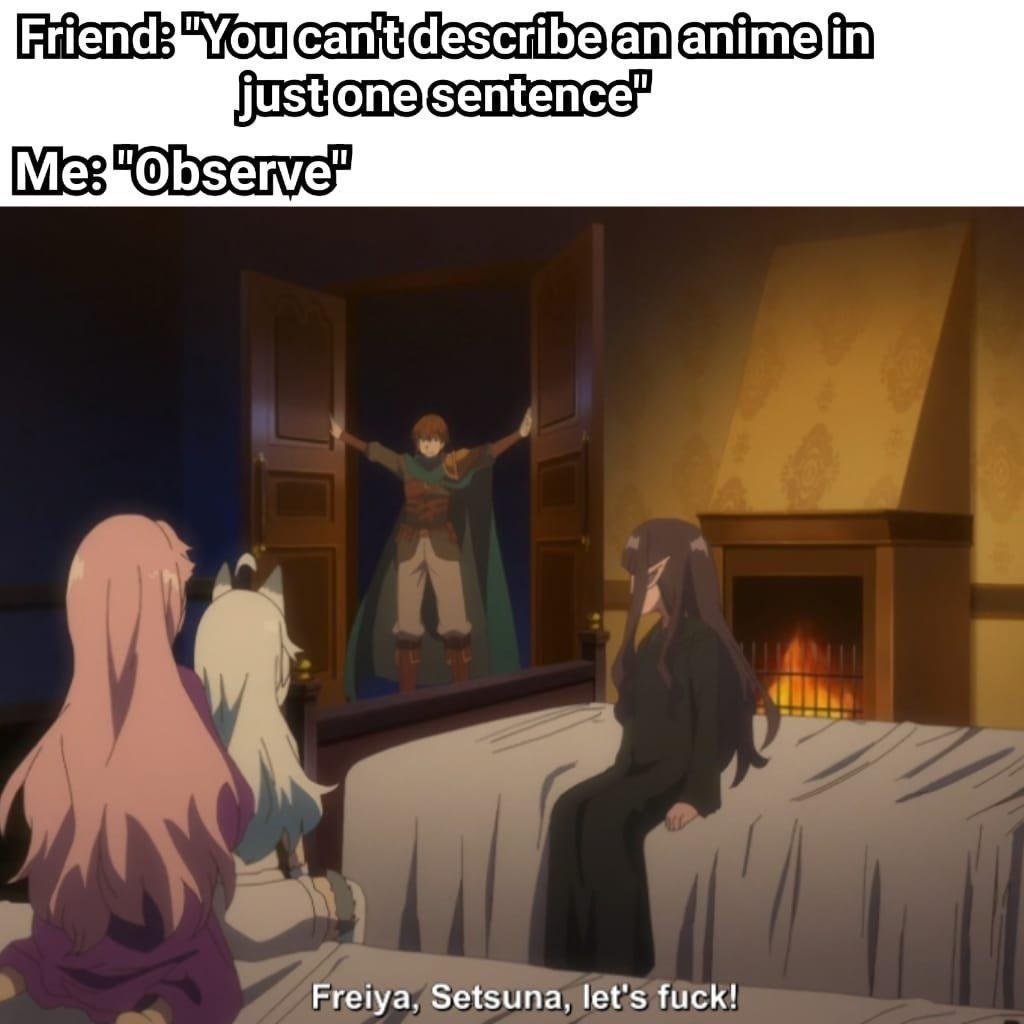 Friend: "You can't describe an anime in
just one sentence"
Me: "Observe"
Freiya, Setsuna, let's fuck!